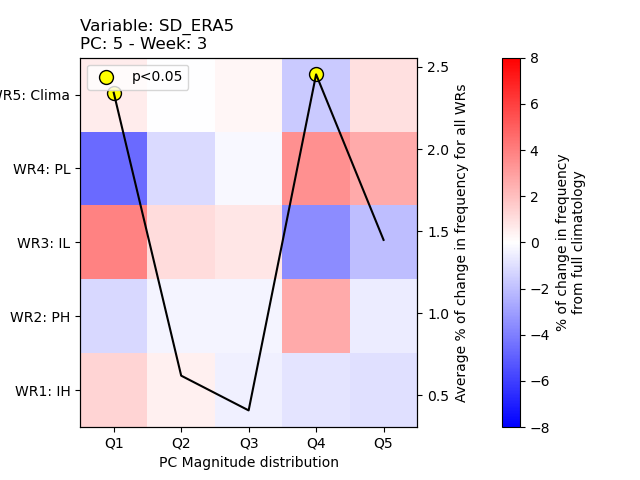 Variable: SD_ERA5
PC: 5 - Week: 3
p<0.05
WR5: Clima
WR4: PL
WR3: IL
WR2: PH
WR1: IH
Q1 Q2 Q3 Q4 Q5
PC Magnitude distribution
2.5
2.0
1.5
1.0
0.5
Average % of change in frequency for all WRs
8
6
4
2
0
−2
−4
−6
−8
% of change in frequency
from full climatology